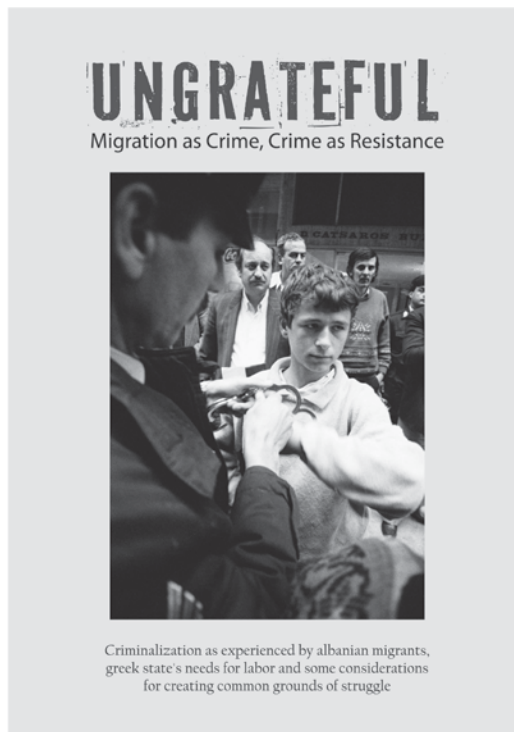 UNGRATEFUL
Migration as Crime, Crime as Resistance
Criminalization as experienced by albanian migrants,
greek state's needs for labor and some considerations
for creating common grounds of struggle